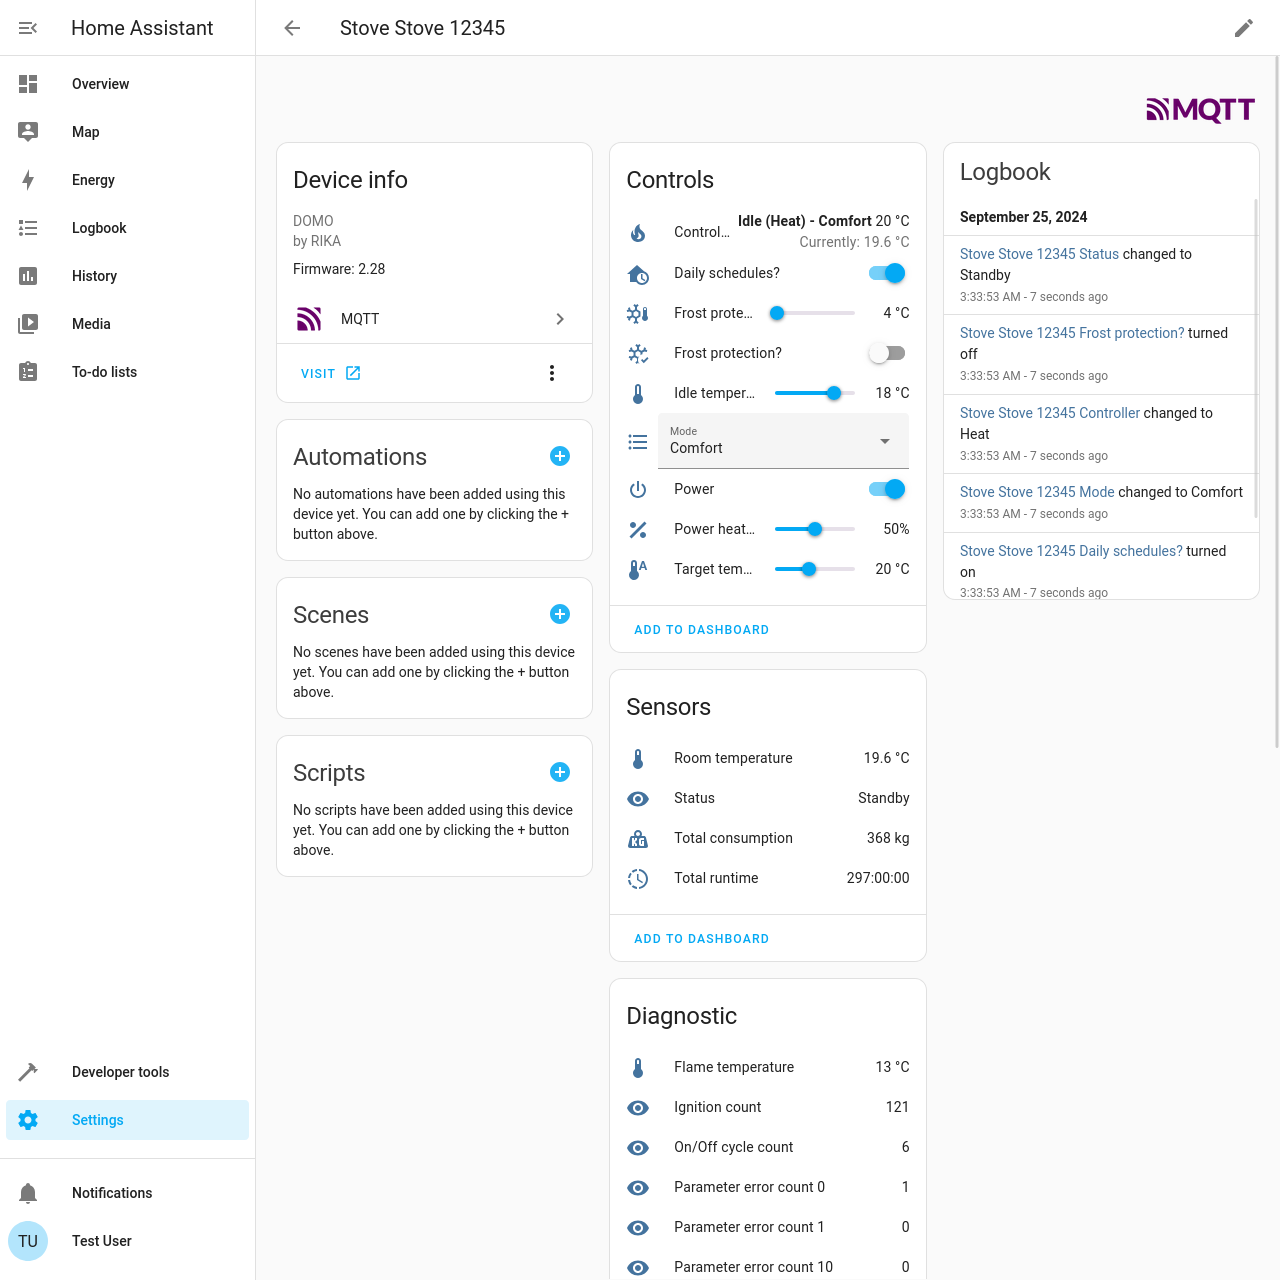 Home Assistant
Stove Stove 12345
Overview
Map
Energy
Logbook
History
Media
To-do lists
Developer tools
Settings
Notifications
TU
Test User
MQTT
Device info
DOMO
by RIKA
Firmware: 2.28
MQTT
VISIT
Automations
No automations have been added using this
device yet. You can add one by clicking the +
button above.
Scenes
No scenes have been added using this device
yet. You can add one by clicking the + button
above.
Scripts
No scripts have been added using this device
yet. You can add one by clicking the + button
above.
Controls
Control… Idle (Heat) - Comfort 20 °C
Currently: 19.6 °C
Daily schedules?
Frost prote… 4 °C
Frost protection?
Idle temper… 18 °C
Mode
Comfort
Power
Power heat… 50%
Target tem… 20 °C
ADD TO DASHBOARD
Sensors
Room temperature 19.6 °C
Status Standby
KG
Total consumption 368 kg
Total runtime 297:00:00
ADD TO DASHBOARD
Diagnostic
Flame temperature 13 °C
Ignition count 121
On/Off cycle count 6
Parameter error count 0 1
Parameter error count 1 0
Parameter error count 10 0
Logbook
September 25, 2024
Stove Stove 12345 Status changed to
Standby
3:33:53 AM - 7 seconds ago
Stove Stove 12345 Frost protection? turned
off
3:33:53 AM - 7 seconds ago
Stove Stove 12345 Controller changed to
Heat
3:33:53 AM - 7 seconds ago
Stove Stove 12345 Mode changed to Comfort
3:33:53 AM - 7 seconds ago
Stove Stove 12345 Daily schedules? turned
on
3:33:53 AM - 7 seconds ago